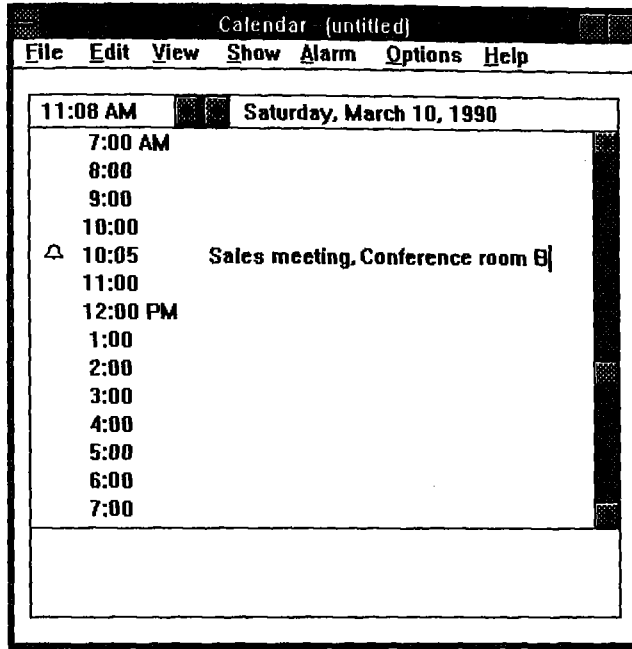 Calendar - (untitled)
File Edit View Show Alarm Options Help
11:08 AM Saturday, March 10, 1990
7:00 AM
8:00
9:00
10:00
10:05 Sales meeting, Conference room B
11:00
12:00 PM
1:00
2:00
3:00
4:00
5:00
6:00
7:00